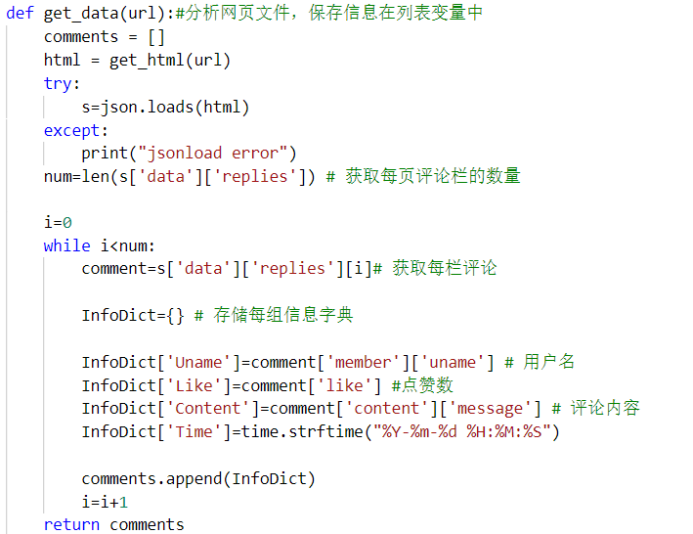 def get_data(url):#分析网页文件，保存信息在列表变量中
    comments = []
    html = get_html(url)
    try:
        s=json.loads(html)
    except:
        print("jsonload error")
    num=len(s['data']['replies']) # 获取每页评论栏的数量

    i=0
    while i<num:
        comment=s['data']['replies'][i]# 获取每栏评论

        InfoDict={} # 存储每组信息字典

        InfoDict['Uname']=comment['member']['uname'] # 用户名
        InfoDict['Like']=comment['like'] #点赞数
        InfoDict['Content']=comment['content']['message'] # 评论内容
        InfoDict['Time']=time.strftime("%Y-%m-%d %H:%M:%S")

        comments.append(InfoDict)
        i=i+1
    return comments